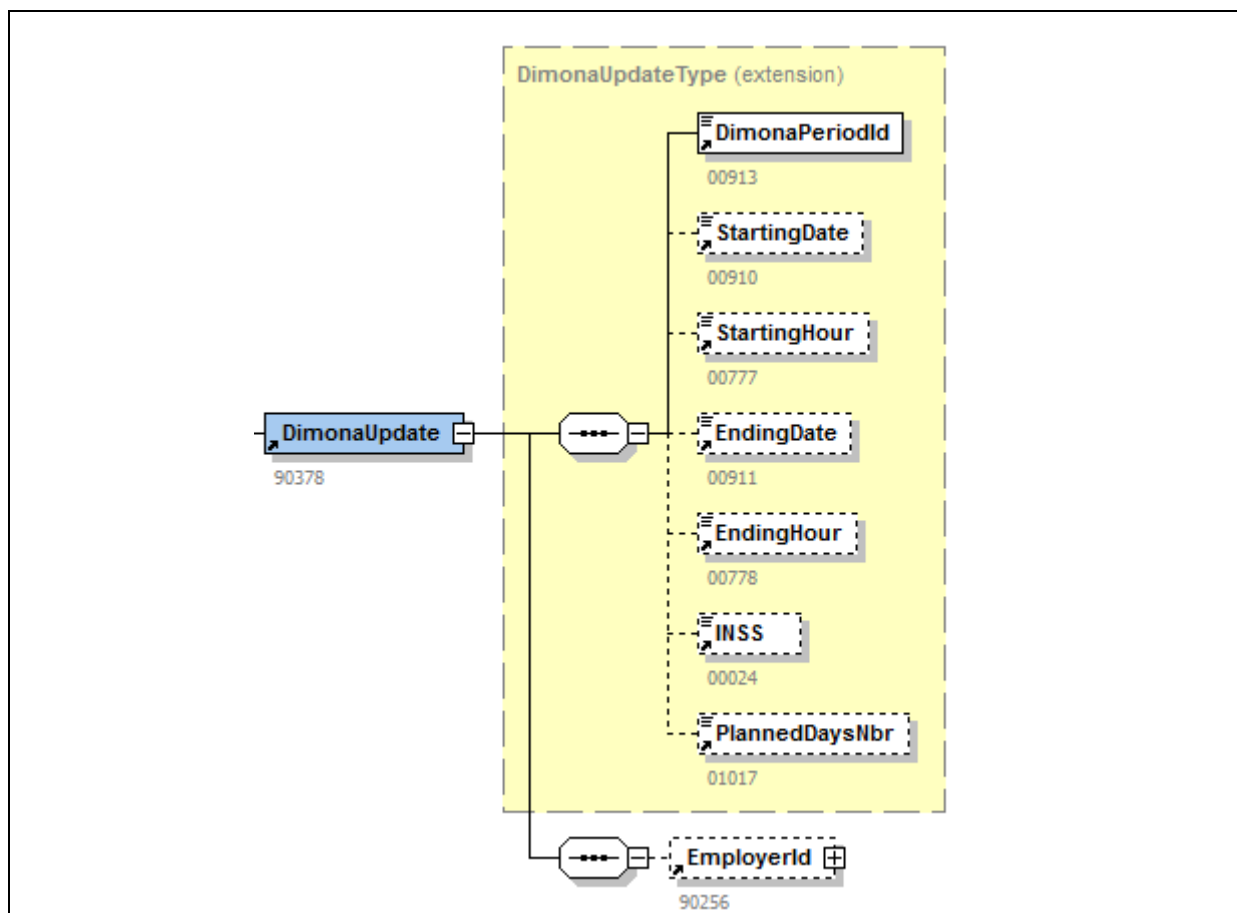 DimonaUpdateType (extension)
DimonaPeriodId
00913
StartingDate
00910
StartingHour
00777
DimonaUpdate
90378
EndingDate
00911
EndingHour
00778
INSS
00024
PlannedDaysNbr
01017
EmployerId
90256